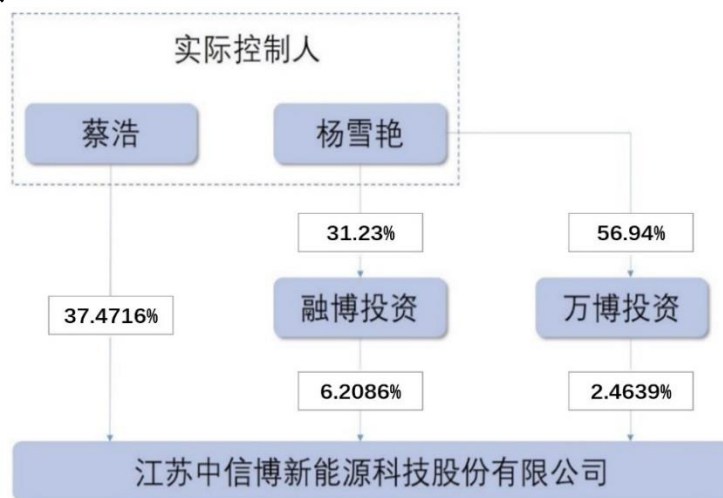 实际控制人
蔡浩
杨雪艳
31.23%
56.94%
37.4716%
融博投资
万博投资
6.2086%
2.4639%
江苏中信博新能源科技股份有限公司